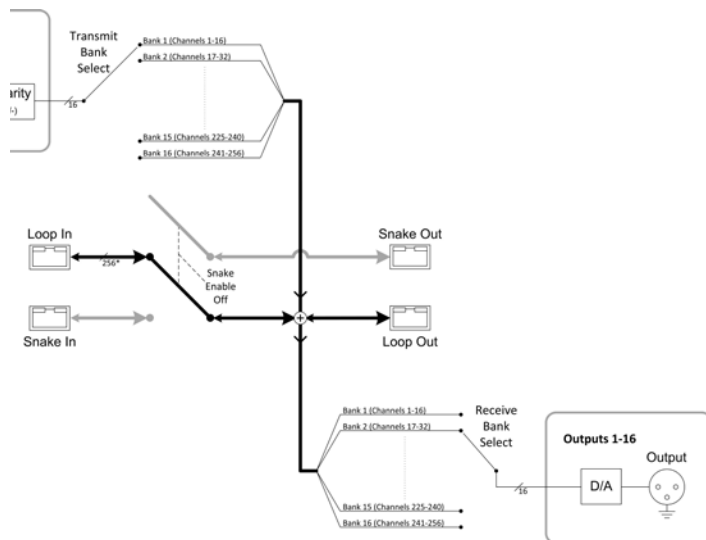 Transmit
Bank
Select
Bank 1 (Channels 1-16)
Bank 2 (Channels 17-32)
Bank 15 (Channels 225-240)
Bank 16 (Channels 241-256)
arity
16
Loop In
256*
Snake In
Snake
Enable
Off
Snake Out
Loop Out
Bank 1 (Channels 1-16)
Bank 2 (Channels 17-32)
Bank 15 (Channels 225-240)
Bank 16 (Channels 241-256)
Receive
Bank
Select
16
Outputs 1-16
D/A
Output